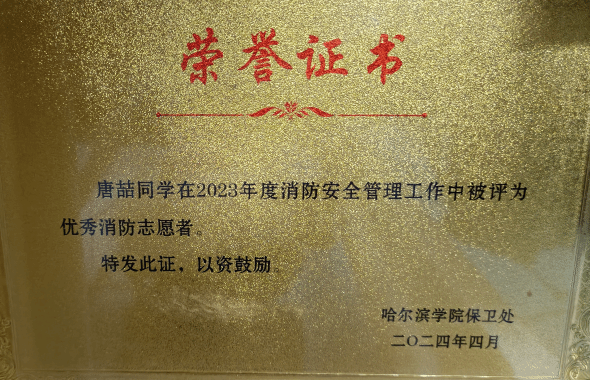 荣誉证书
唐喆同学在2023年度消防安全管理工作中被评为
优秀消防志愿者。
特发此证，以资鼓励。
哈尔滨学院保卫处
二〇二四年四月